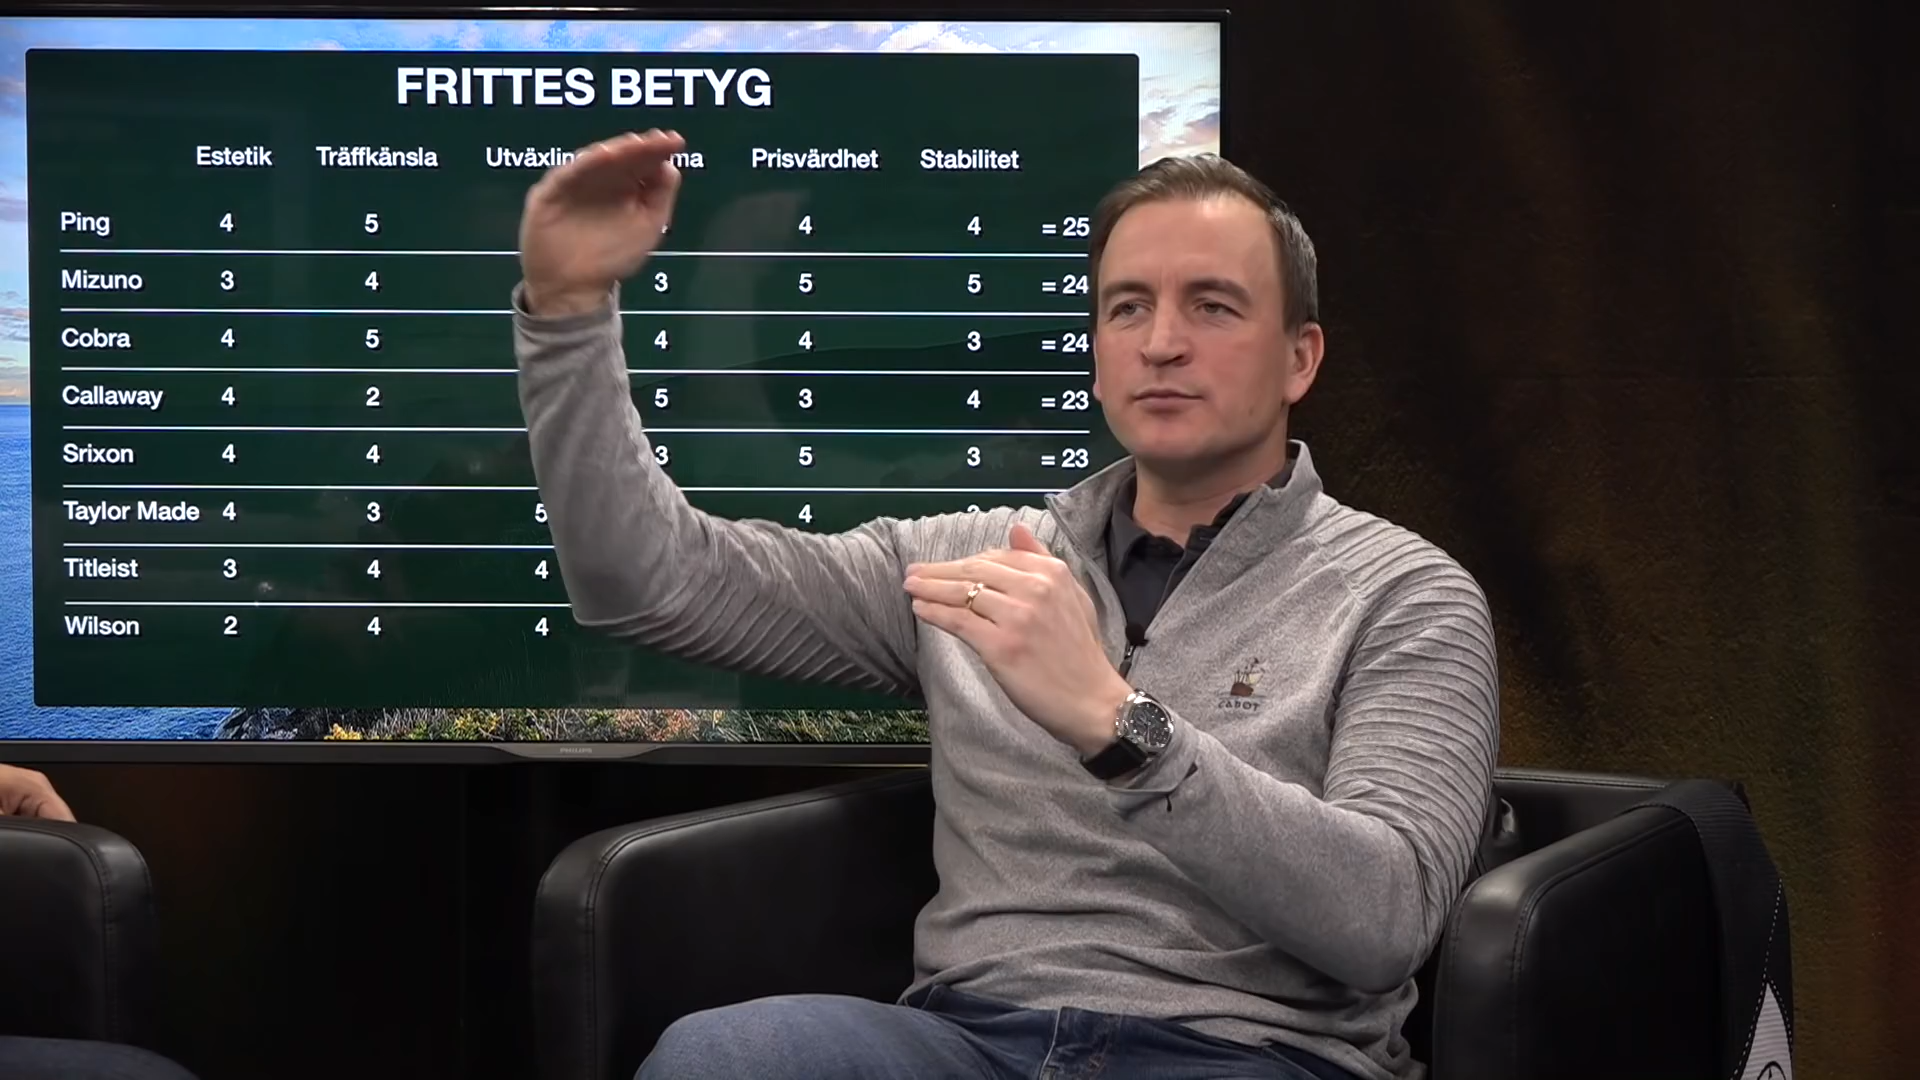 FRITTES BETYG
Estetik Träffkänsla Prisvärdhet Stabilitet
Ping 4 5 4 4 = 25
Mizuno 3 4 3 5 5 = 24
Cobra 4 5 4 4 3 = 24
Callaway 4 2 5 3 4 = 23
Srixon 4 4 3 5 3 = 23
Taylor Made 4 3 5 4
Titleist 3 4 4
Wilson 2 4 4
PHILIPS
CABOT